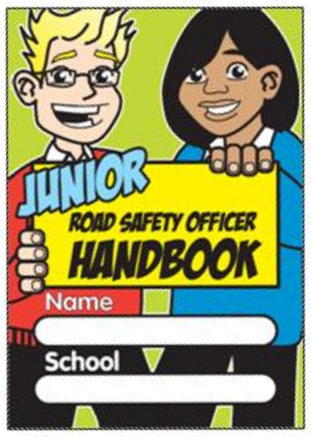 JUNIOR
ROAD SAFETY OFFICER
HANDBOOK
Name
School